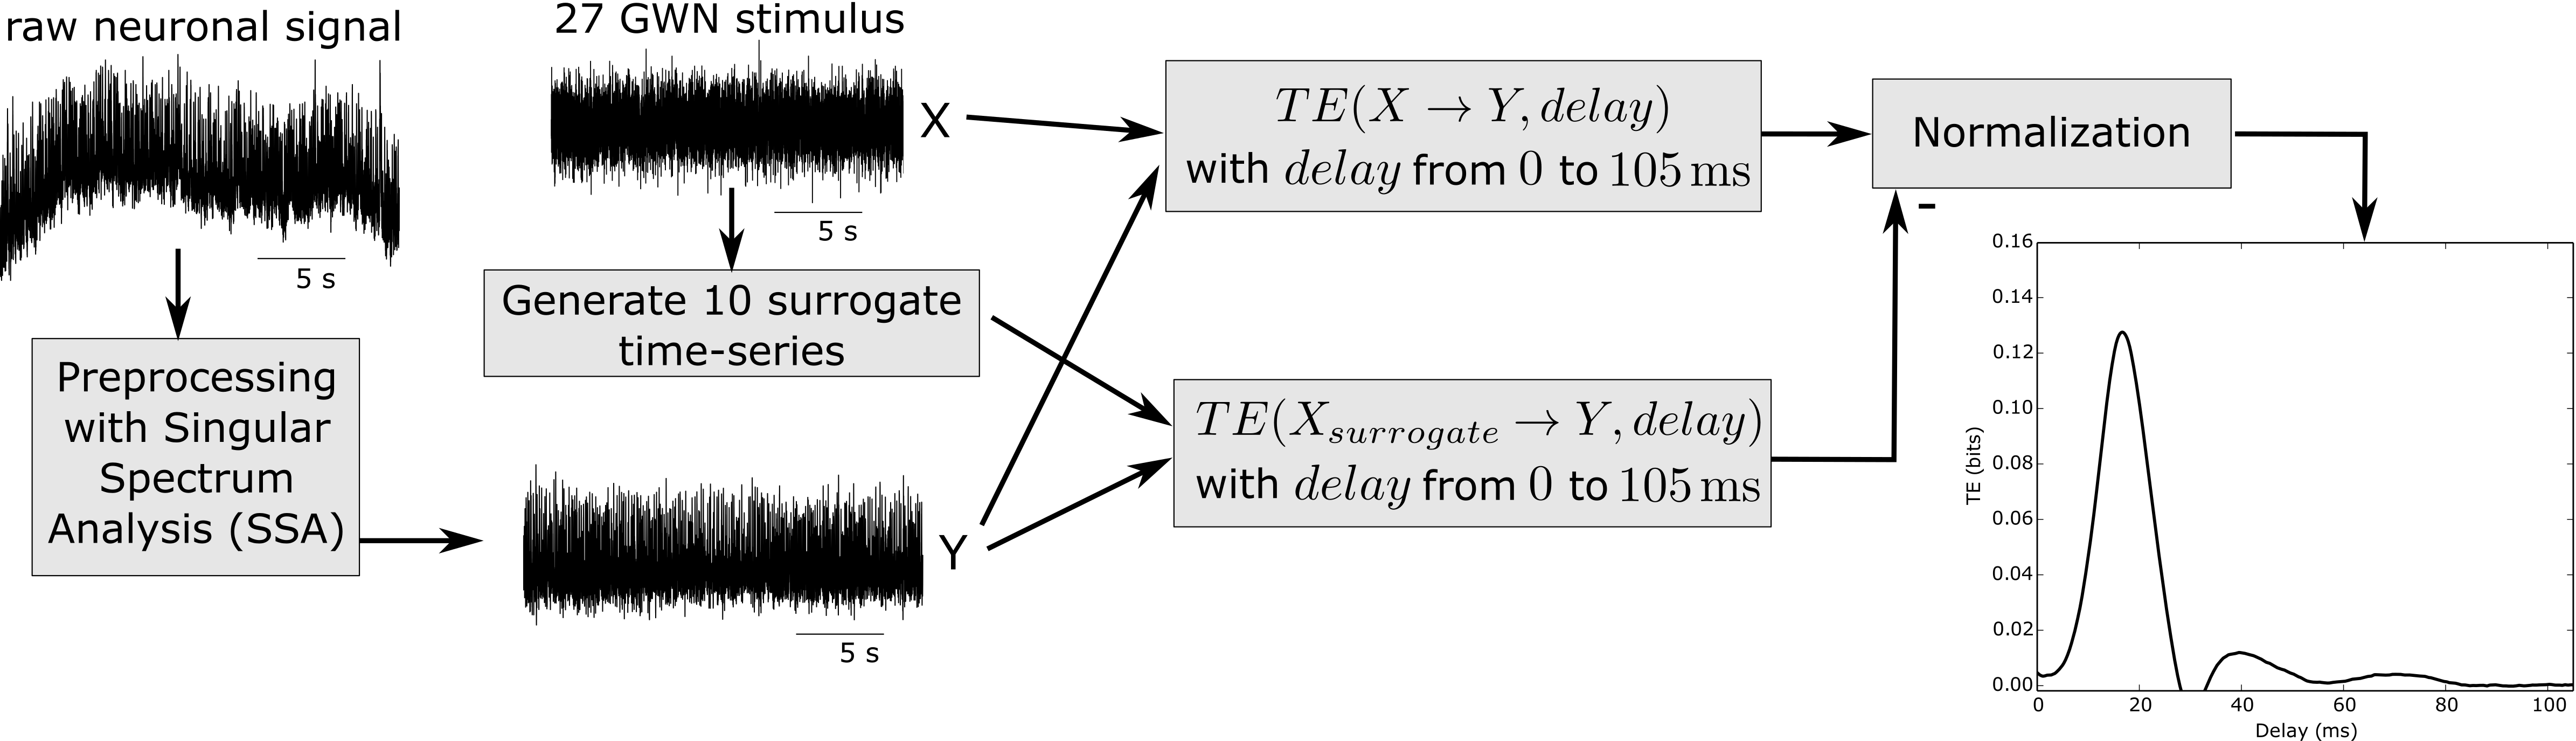 raw neuronal signal
5 s
Preprocessing
with Singular
Spectrum
Analysis (SSA)
27 GWN stimulus
X
5 s
Generate 10 surrogate
time-series
Y
5 s
TE(X → Y, delay)
with delay from 0 to 105 ms
TE(Xsurrogate → Y, delay)
with delay from 0 to 105 ms
Normalization
-
0.16
0.14
0.12
0.10
0.08
0.06
0.04
0.02
0.00
TE (bits)
0 20 40 60 80 100
Delay (ms)